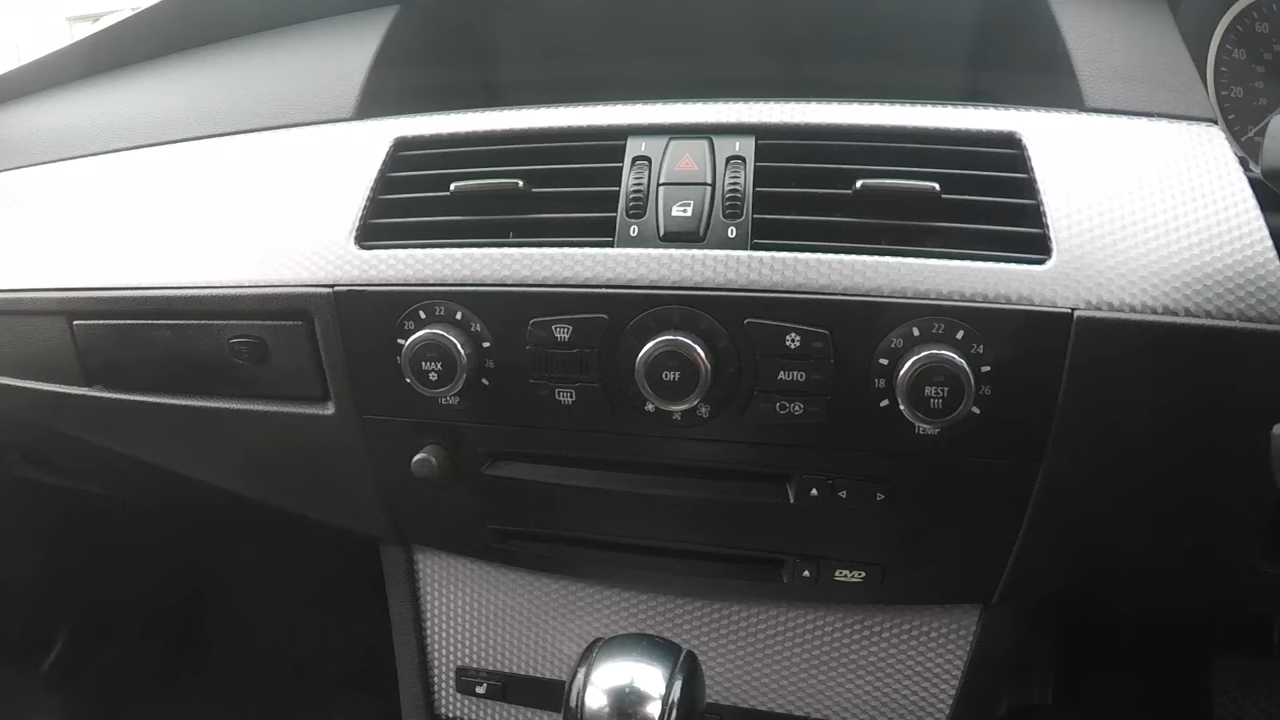 60
40
20
0
I I
0 0
20 22 24 26
MAX
TEMP
OFF
AUTO
18 20 22 24 26
REST
TEMP
DVD